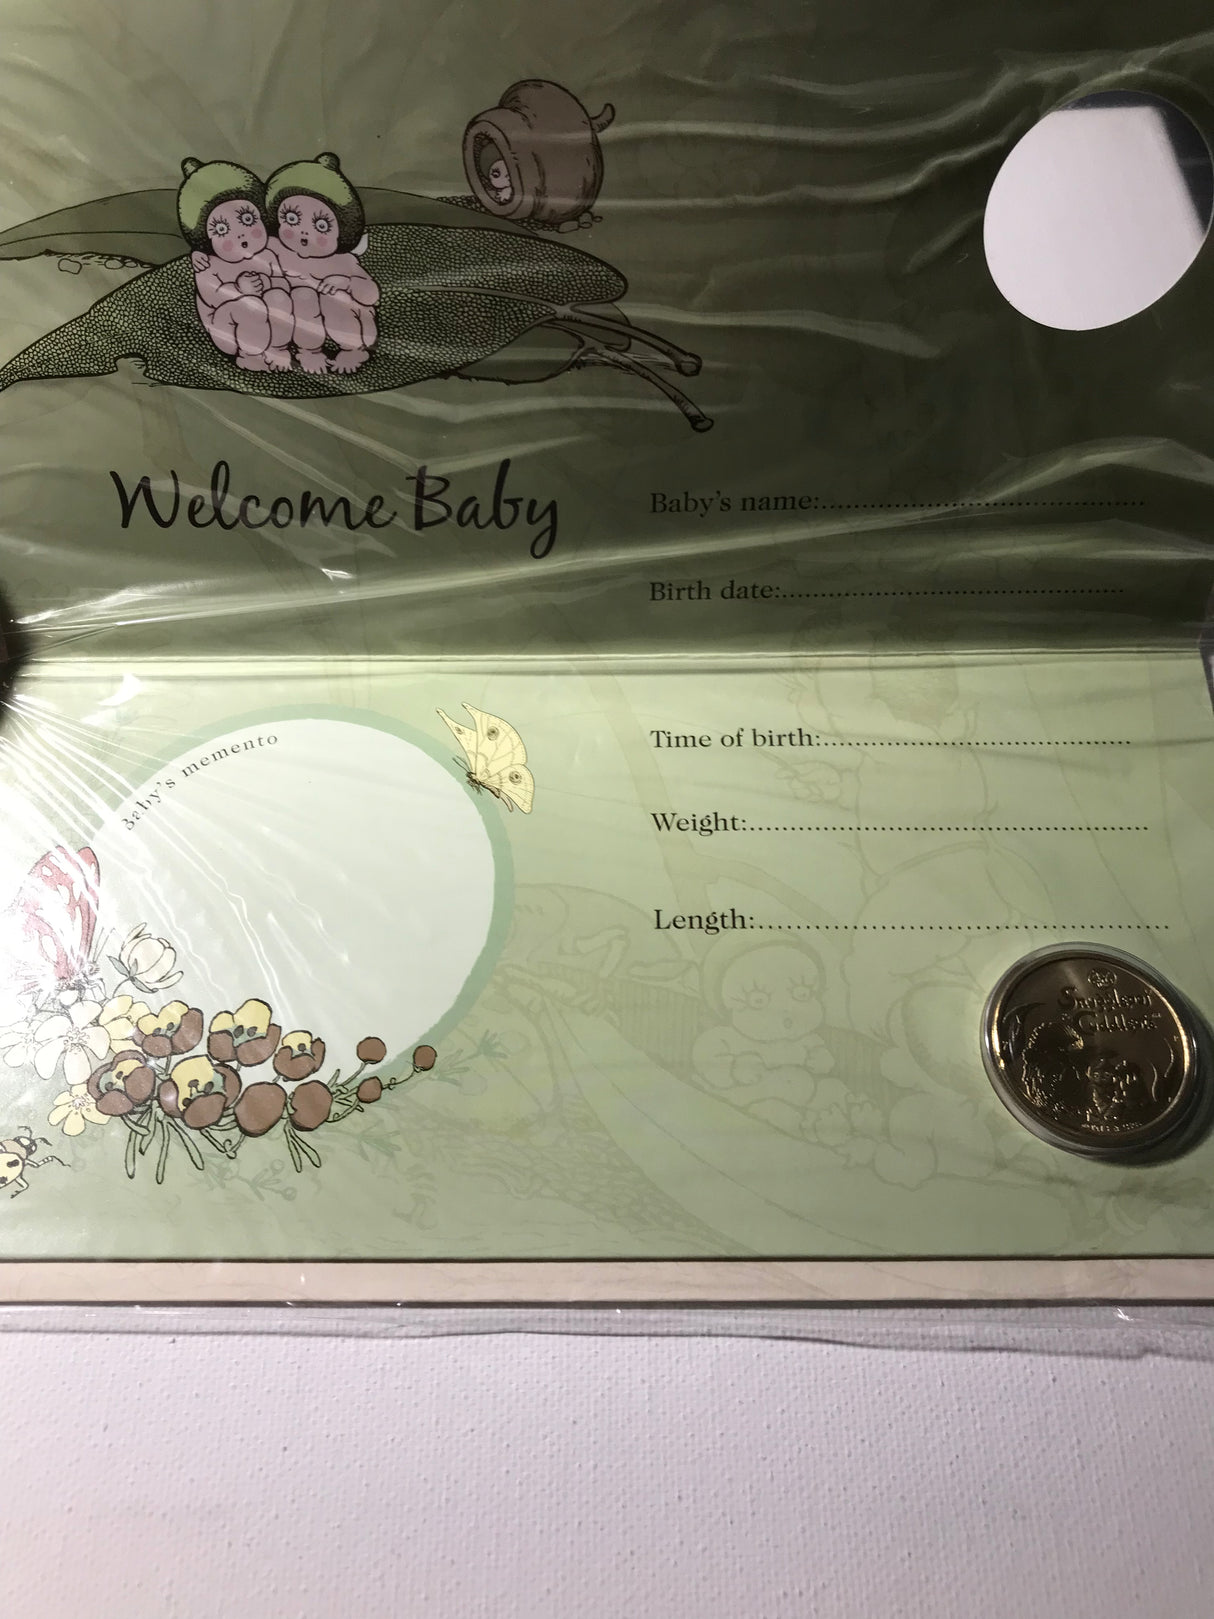 Welcome Baby
Baby's name:........................................
Birth date:..........................................
Baby's memento
Time of birth:......................................
Weight:.................................................
Length:..................................................
Snugglepot
Cuddlepie